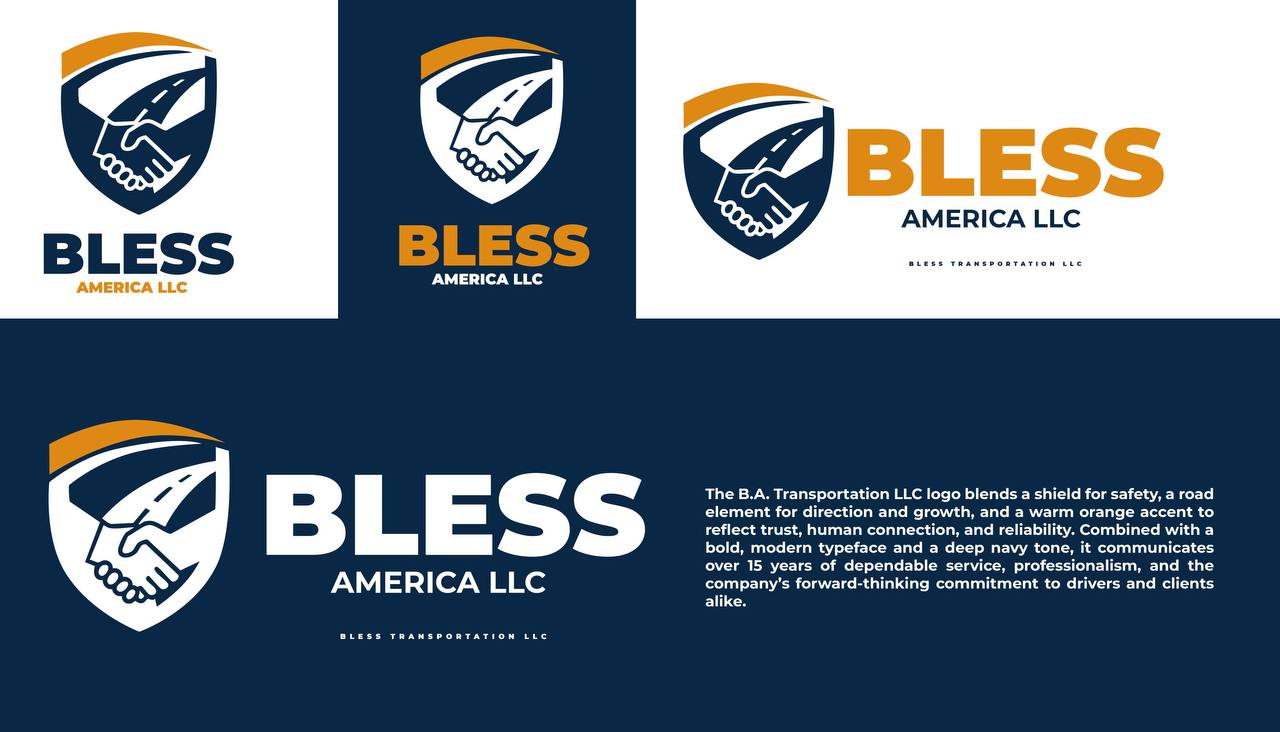 BLESS
AMERICA LLC
BLESS
AMERICA LLC
BLESS
AMERICA LLC
BLESS TRANSPORTATION LLC
BLESS
AMERICA LLC
BLESS TRANSPORTATION LLC
The B.A. Transportation LLC logo blends a shield for safety, a road
element for direction and growth, and a warm orange accent to
reflect trust, human connection, and reliability. Combined with a
bold, modern typeface and a deep navy tone, it communicates
over 15 years of dependable service, professionalism, and the
company’s forward-thinking commitment to drivers and clients
alike.